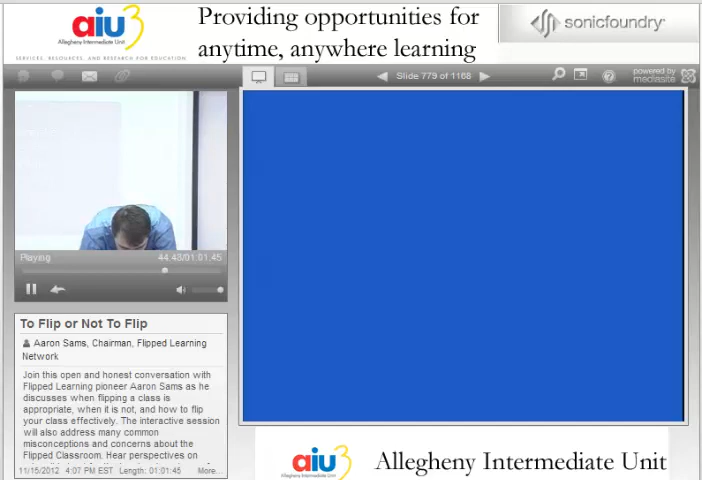 aiu3
Allegheny Intermediate Unit
SERVICES, RESOURCES, AND RESEARCH FOR EDUCATION
Providing opportunities for
anytime, anywhere learning
sonicfoundry
Slide 779 of 1168
powered by
mediasite
Playing
44:43/01:01:45
To Flip or Not To Flip
Aaron Sams, Chairman, Flipped Learning
Network
Join this open and honest conversation with
Flipped Learning pioneer Aaron Sams as he
discusses when flipping a class is
appropriate, when it is not, and how to flip
your class effectively. The interactive session
will also address many common
misconceptions and concerns about the
Flipped Classroom. Hear perspectives on
11/15/2012 4:07 PM EST Length: 01:01:45 More...
aiu3
Allegheny Intermediate Unit
Allegheny Intermediate Unit